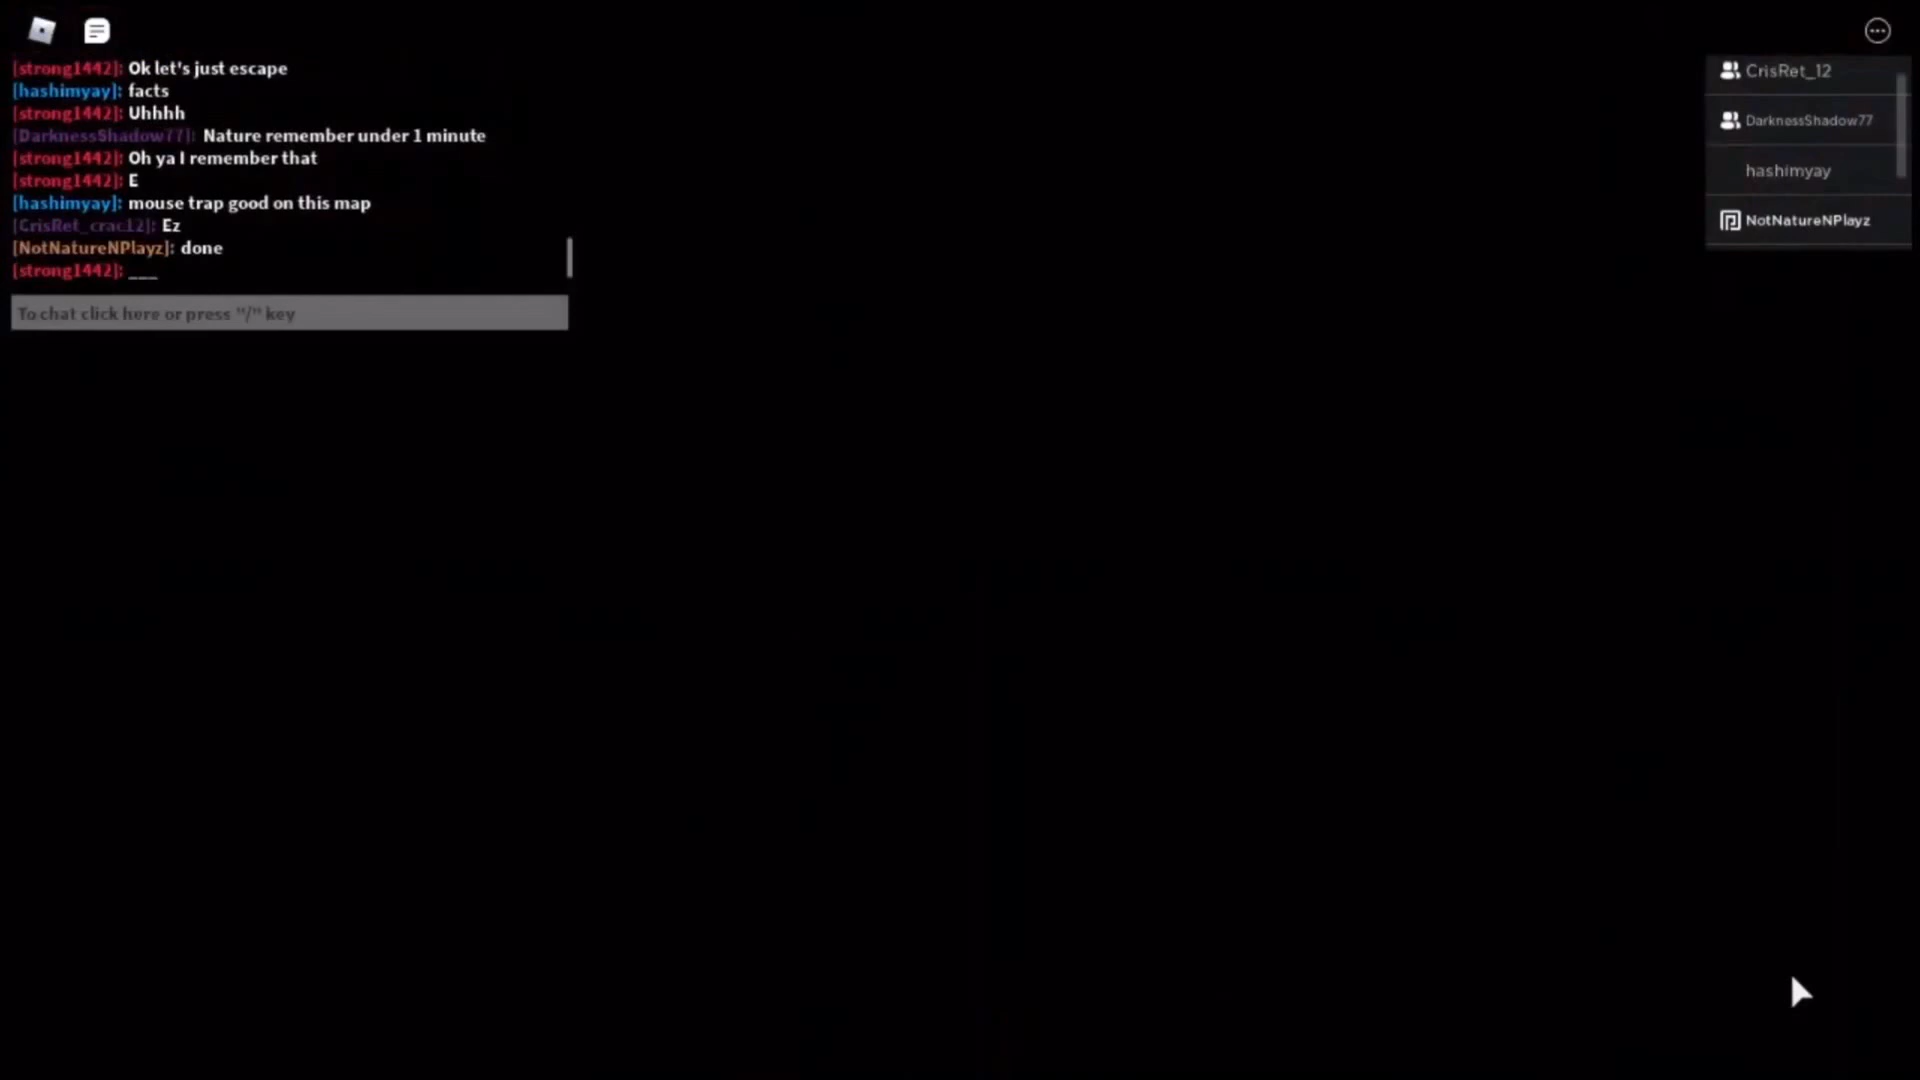 [strong1442]: Ok let's just escape
[hashimyay]: facts
[strong1442]: Uhhhh
[DarknessShadow77]: Nature remember under 1 minute
[strong1442]: Oh ya I remember that
[strong1442]: E
[hashimyay]: mouse trap good on this map
[CrisRet_crac12]: Ez
[NotNatureNPlayz]: done
[strong1442]: ___
To chat click here or press "/" key
CrisRet_12
DarknessShadow77
hashimyay
NotNatureNPlayz